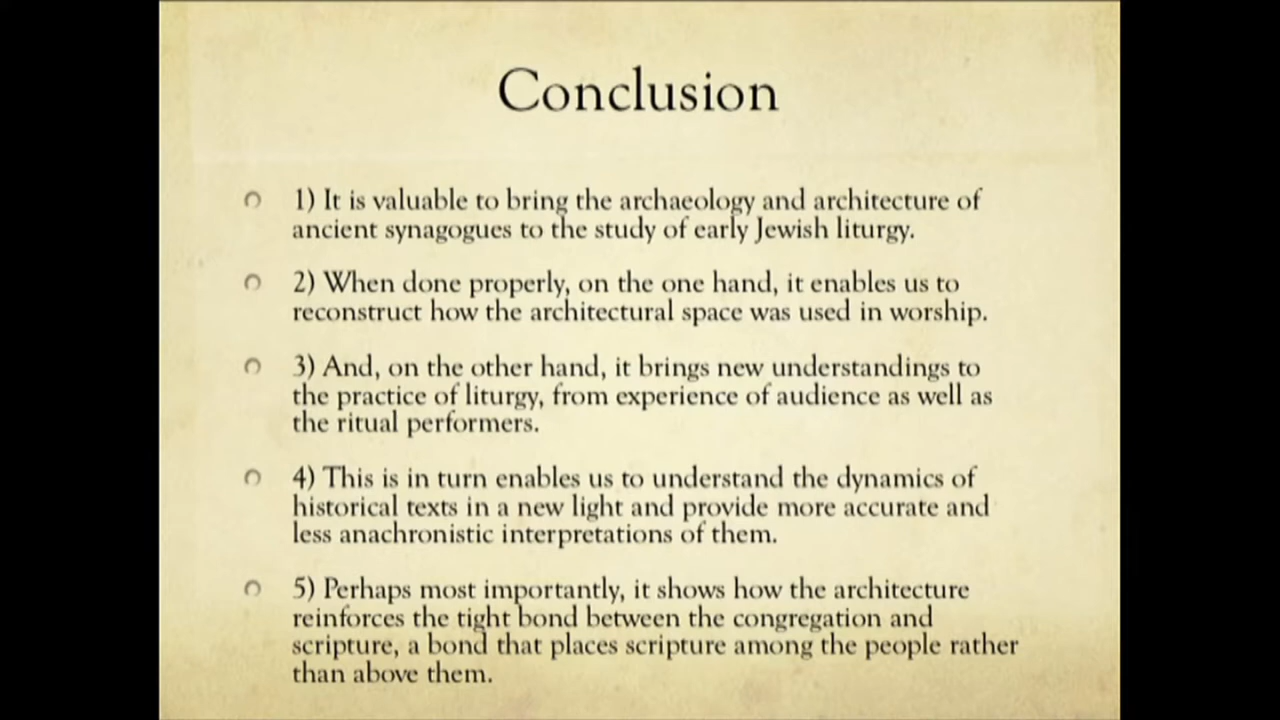 Conclusion
1) It is valuable to bring the archaeology and architecture of
ancient synagogues to the study of early Jewish liturgy.
2) When done properly, on the one hand, it enables us to
reconstruct how the architectural space was used in worship.
3) And, on the other hand, it brings new understandings to
the practice of liturgy, from experience of audience as well as
the ritual performers.
4) This is in turn enables us to understand the dynamics of
historical texts in a new light and provide more accurate and
less anachronistic interpretations of them.
5) Perhaps most importantly, it shows how the architecture
reinforces the tight bond between the congregation and
scripture, a bond that places scripture among the people rather
than above them.